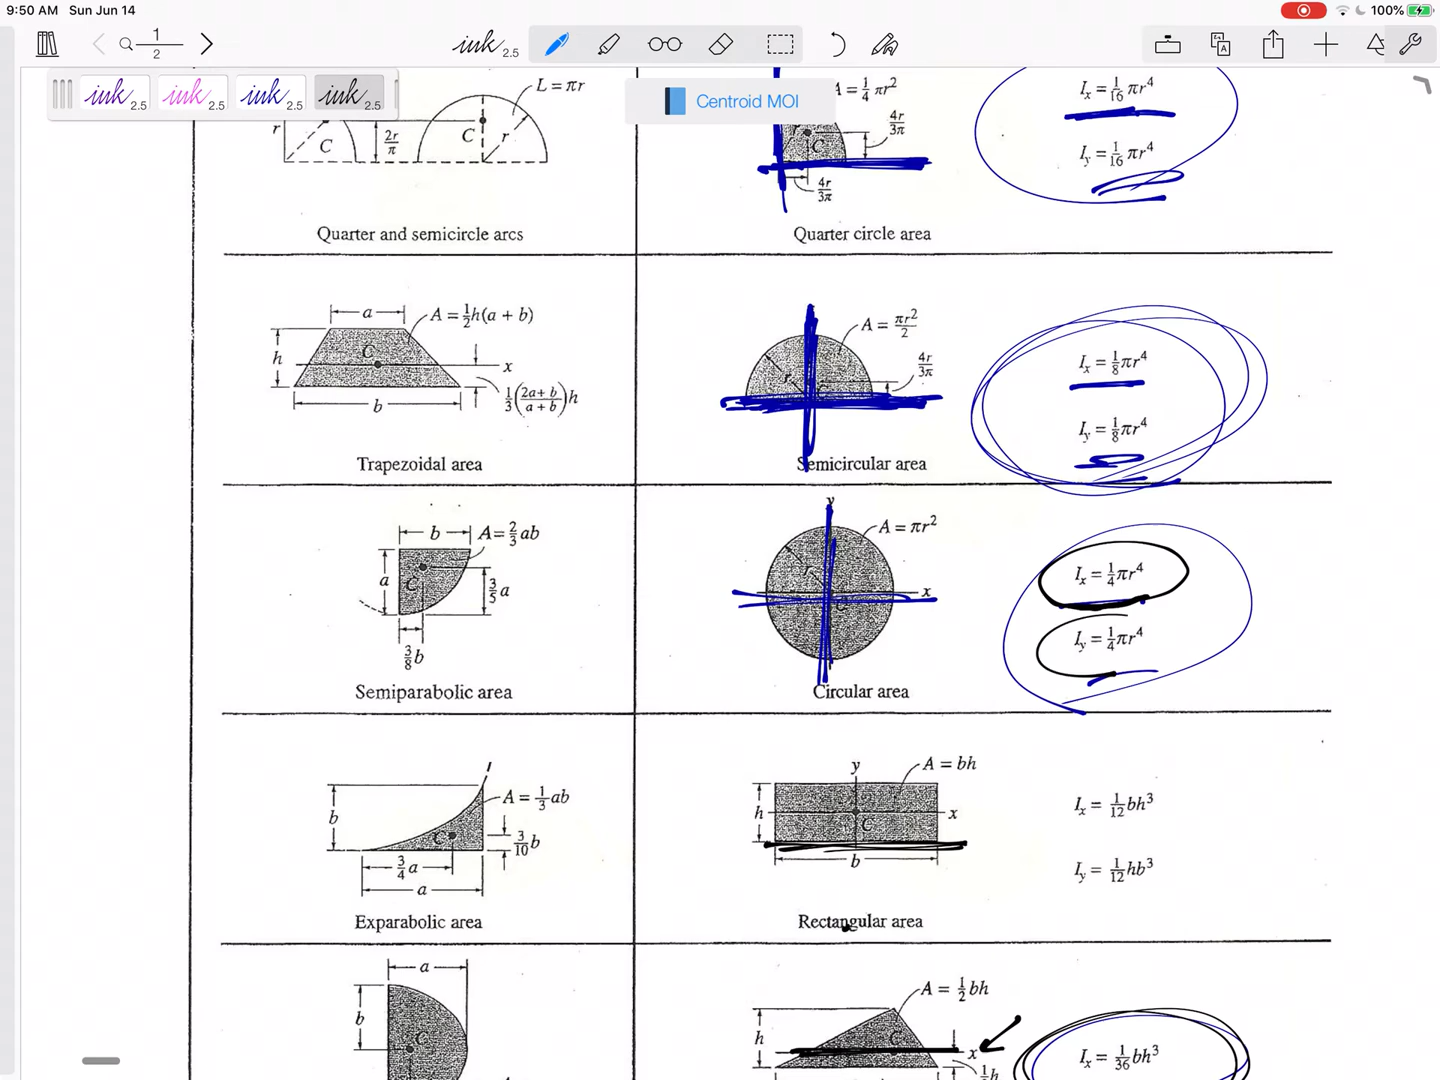 9:50 AM Sun Jun 14
100%
1
2
ink 2.5
ink 2.5
ink 2.5
ink 2.5
ink 2.5
Centroid MOI
L = πr
r
C
2r/π
C
r
Quarter and semicircle arcs
A = 1/4 πr²
4r/3π
C
4r/3π
Quarter circle area
I_x = 1/16 πr⁴
I_y = 1/16 πr⁴
a
A = 1/2 h(a + b)
h
C
x
b
1/3 (2a + b / a + b) h
Trapezoidal area
A = πr²/2
4r/3π
r
C
Semicircular area
I_x = 1/8 πr⁴
I_y = 1/8 πr⁴
b
A = 2/3 ab
a
C
3/5 a
3/8 b
Semiparabolic area
y
A = πr²
r
x
C
Circular area
I_x = 1/4 πr⁴
I_y = 1/4 πr⁴
b
A = 1/3 ab
C
3/10 b
3/4 a
a
Exparabolic area
y
A = bh
h
x
C
b
Rectangular area
I_x = 1/12 bh³
I_y = 1/12 hb³
a
b
C
A = 1/2 bh
h
C
x
1/3 h
I_x = 1/36 bh³